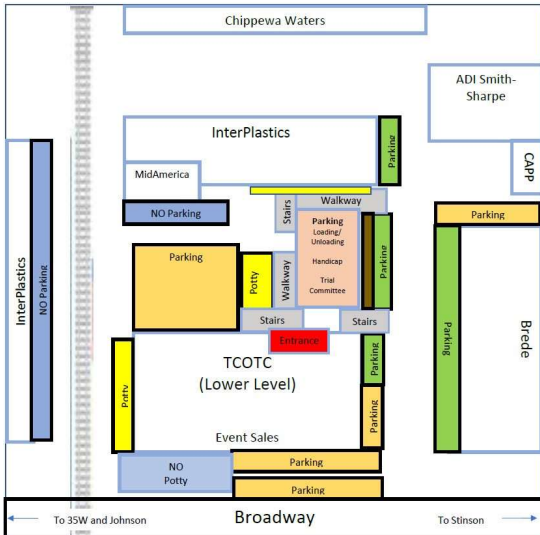 Chippewa Waters
ADI Smith-
Sharpe
InterPlastics
Parking
CAPP
MidAmerica
Stairs
Walkway
NO Parking
Parking
Loading/
Unloading
Handicap
Trial
Committee
Parking
Parking
InterPlastics
NO Parking
Parking
Potty
Walkway
Parking
Brede
Stairs
Stairs
Entrance
TCOTC
(Lower Level)
Potty
Parking
Parking
Event Sales
NO
Potty
Parking
Parking
To 35W and Johnson
Broadway
To Stinson